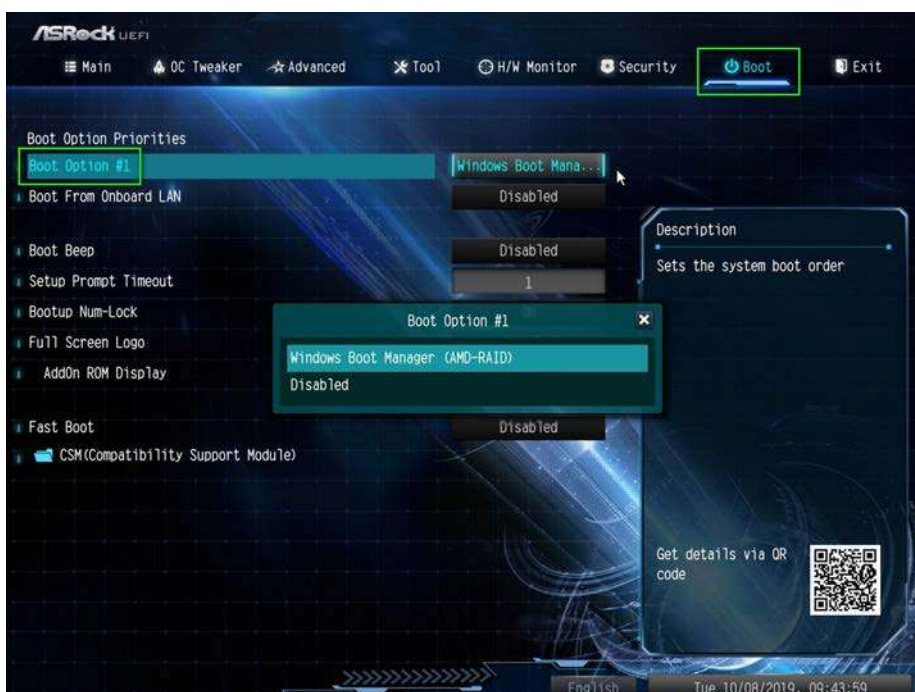 ASRock UEFI
Main OC Tweaker Advanced Tool H/W Monitor Security Boot Exit
Boot Option Priorities
Boot Option #1 Windows Boot Mana...
Boot From Onboard LAN Disabled
Boot Beep Disabled
Setup Prompt Timeout 1
Bootup Num-Lock On
Full Screen Logo
AddOn ROM Display
Fast Boot Disabled
CSM(Compatibility Support Module)
Boot Option #1
Windows Boot Manager (AMD-RAID)
Disabled
Description
Sets the system boot order
Get details via QR
code
English Tue 10/08/2019, 09:43:59